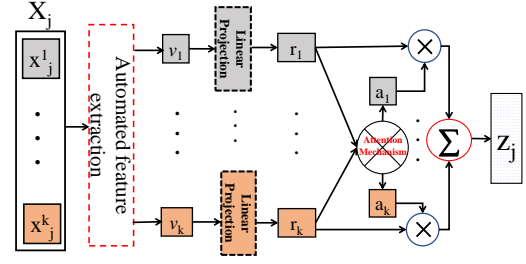 X_j
x^1_j
x^k_j
Automated feature
extraction
v_1
Linear
Projection
r_1
a_1
×
Attention
Mechanism
Σ
z_j
v_k
Linear
Projection
r_k
a_k
×